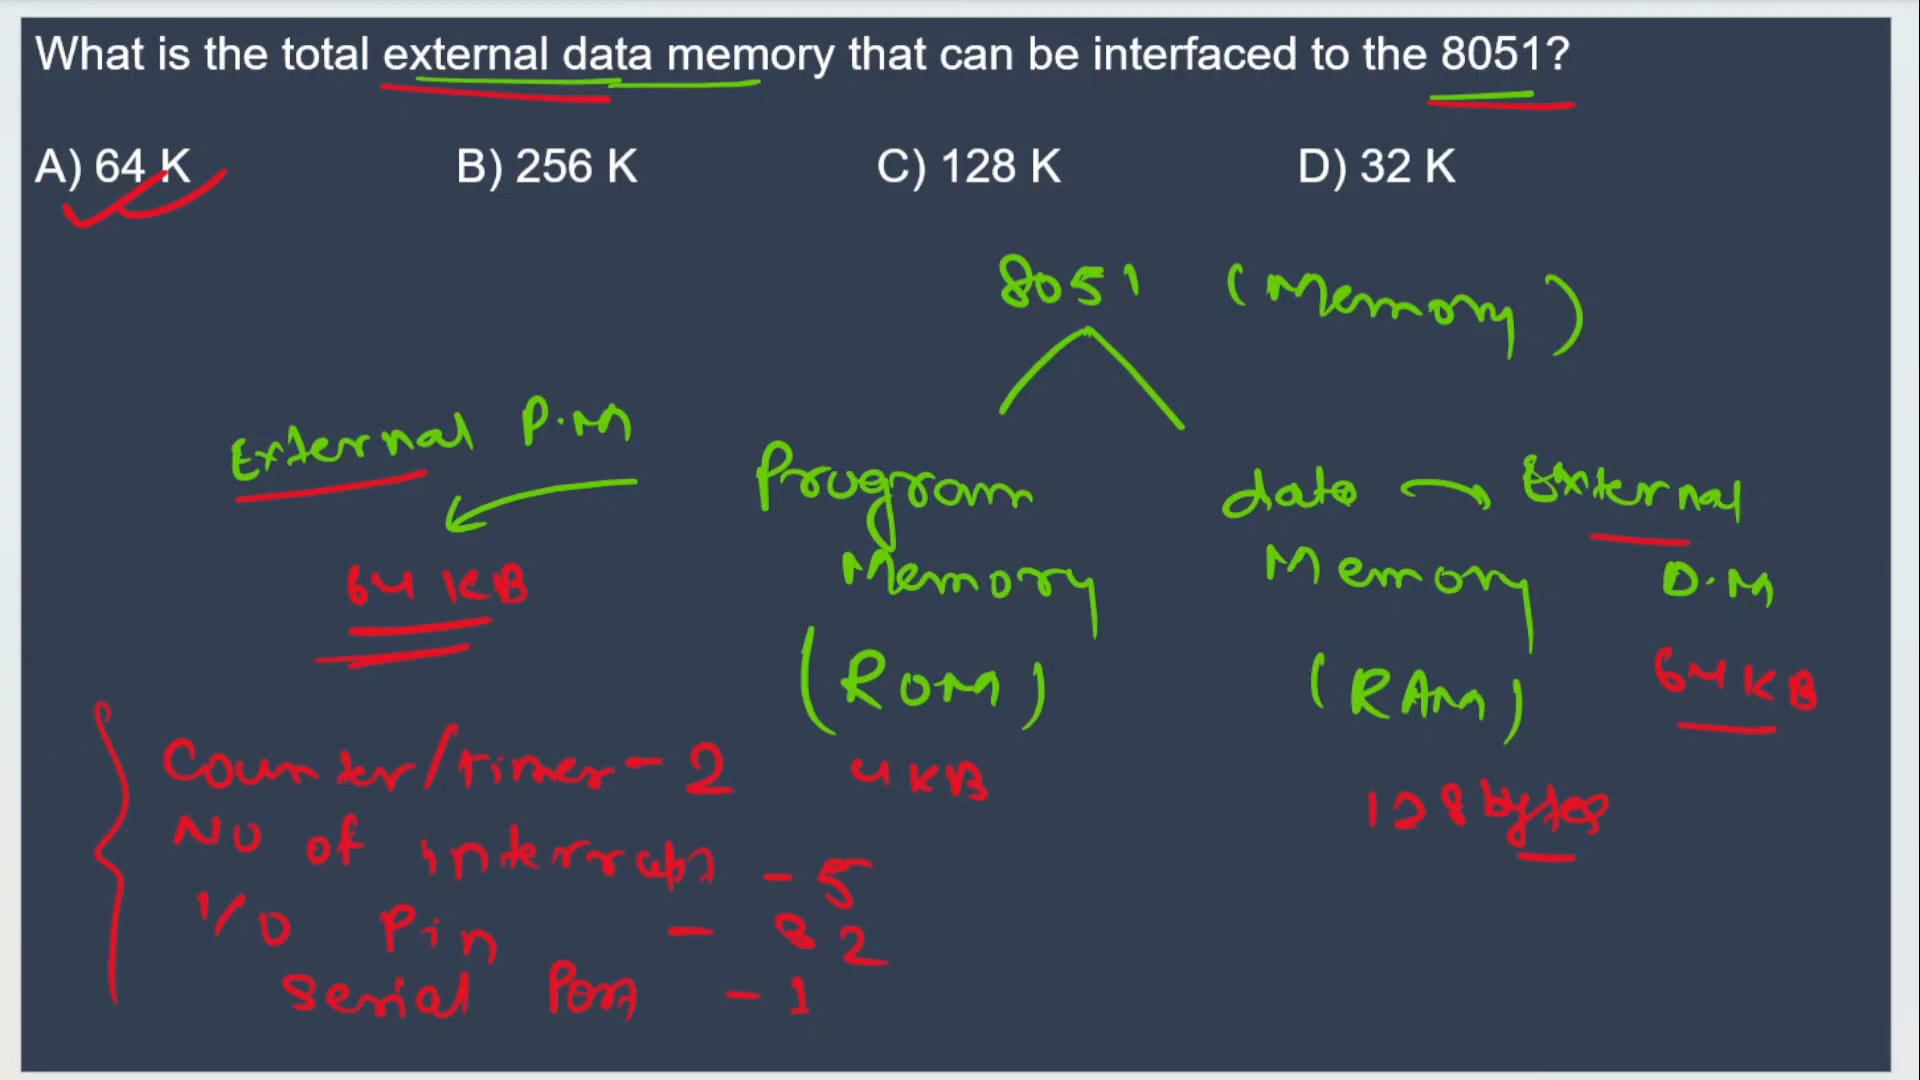 What is the total external data memory that can be interfaced to the 8051?
A) 64 K B) 256 K C) 128 K D) 32 K
8051 (Memory)
External P.M
64 KB
Program
Memory
(ROM)
4 KB
data External
Memory D.M
(RAM) 64 KB
128 bytes
Counter/timer - 2
No of - 5
I/O Pin - 32
Serial Port - 1